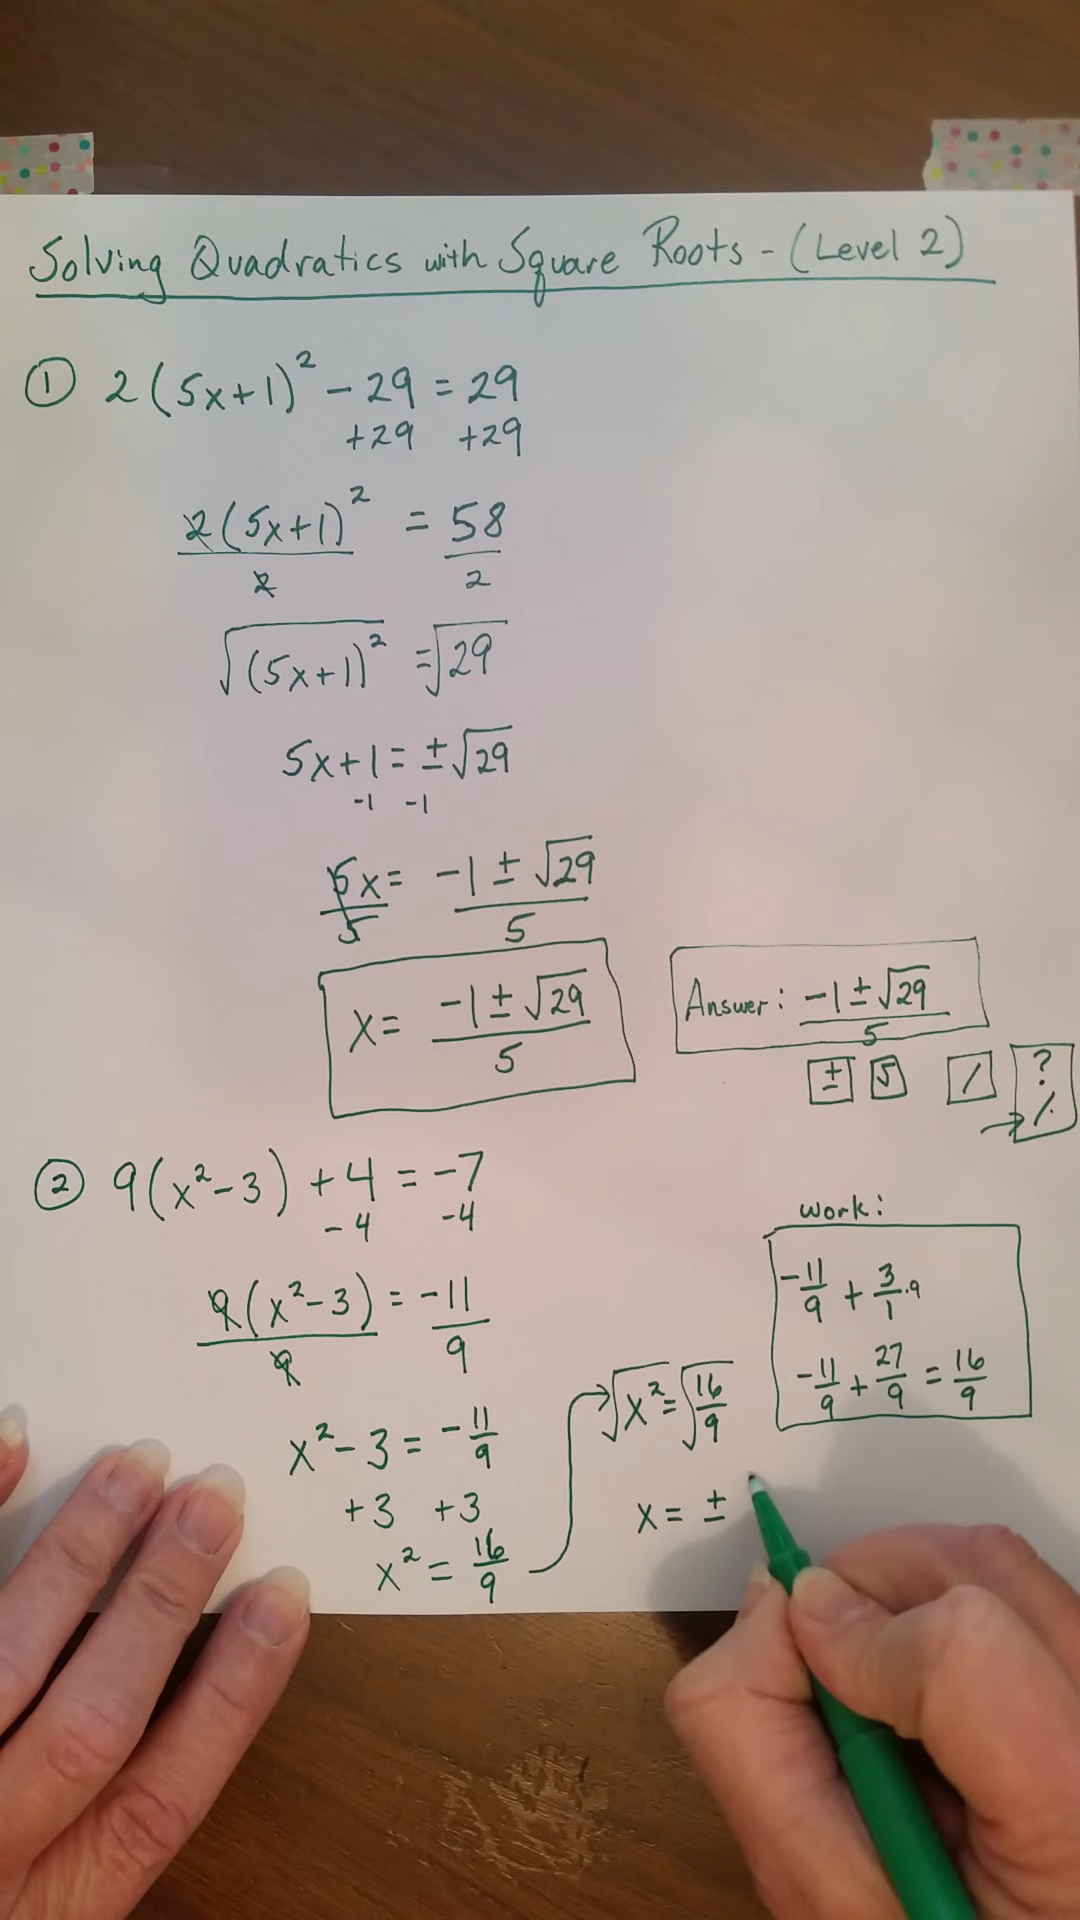 Solving Quadratics with Square Roots - (Level 2)
① 2(5x+1)² - 29 = 29
+29 +29
2(5x+1)² = 58
2 2
√(5x+1)² = √29
5x+1 = ±√29
-1 -1
5x = -1 ± √29
5 5
x = -1 ± √29
5
Answer: -1 ± √29
5
± 5 / ?
⁒
② 9(x²-3) +4 = -7
-4 -4
9(x²-3) = -11
9 9
x²-3 = -11/9
+3 +3
x² = 16/9
√x² = √16/9
x = ±
work:
-11/9 + 3/1 ·9
-11/9 + 27/9 = 16/9